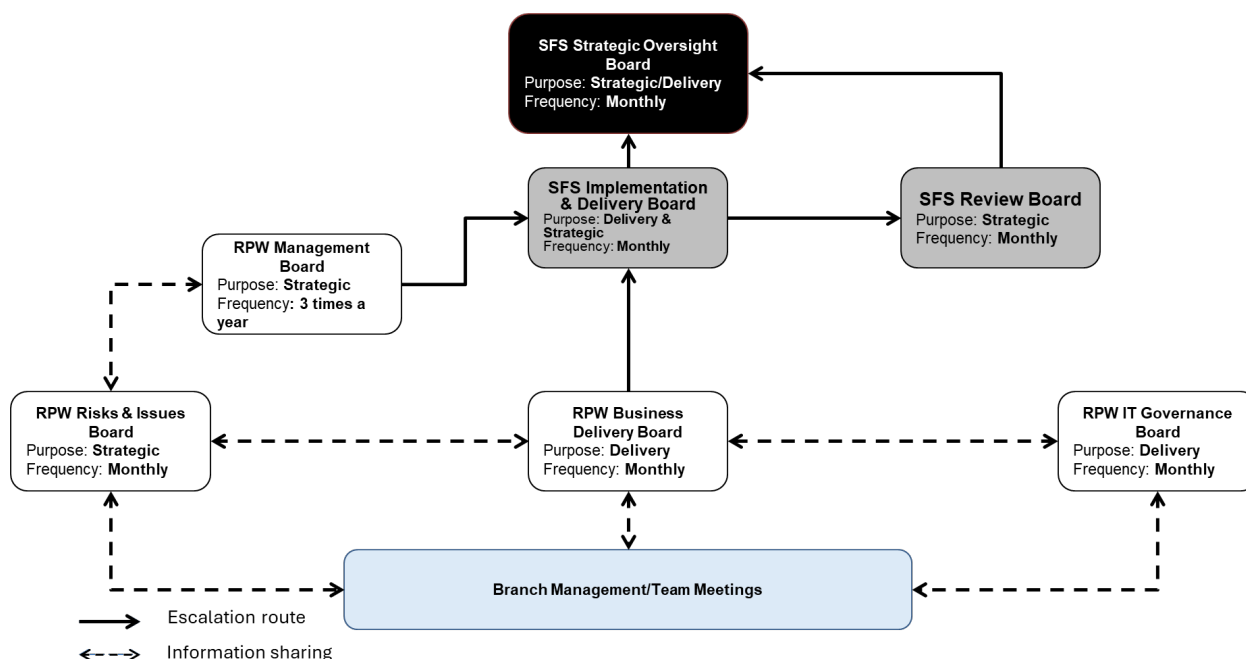 SFS Strategic Oversight
Board
Purpose: Strategic/Delivery
Frequency: Monthly
SFS Implementation
& Delivery Board
Purpose: Delivery &
Strategic
Frequency: Monthly
SFS Review Board
Purpose: Strategic
Frequency: Monthly
RPW Management
Board
Purpose: Strategic
Frequency: 3 times a
year
RPW Risks & Issues
Board
Purpose: Strategic
Frequency: Monthly
RPW Business
Delivery Board
Purpose: Delivery
Frequency: Monthly
RPW IT Governance
Board
Purpose: Delivery
Frequency: Monthly
Branch Management/Team Meetings
Escalation route
Information sharing